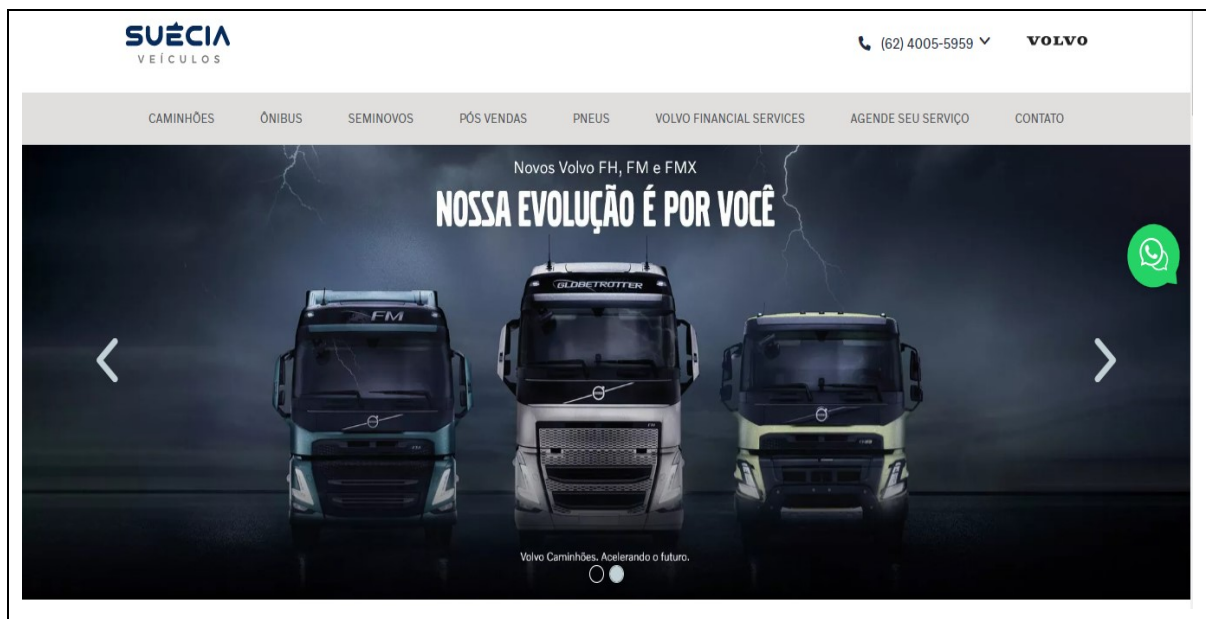 SUÉCIA
VEÍCULOS
(62) 4005-5959
VOLVO
CAMINHÕES ÔNIBUS SEMINOVOS PÓS VENDAS PNEUS VOLVO FINANCIAL SERVICES AGENDE SEU SERVIÇO CONTATO
Novos Volvo FH, FM e FMX
NOSSA EVOLUÇÃO É POR VOCÊ
GLOBETROTTER
FM
Volvo Caminhões. Acelerando o futuro.